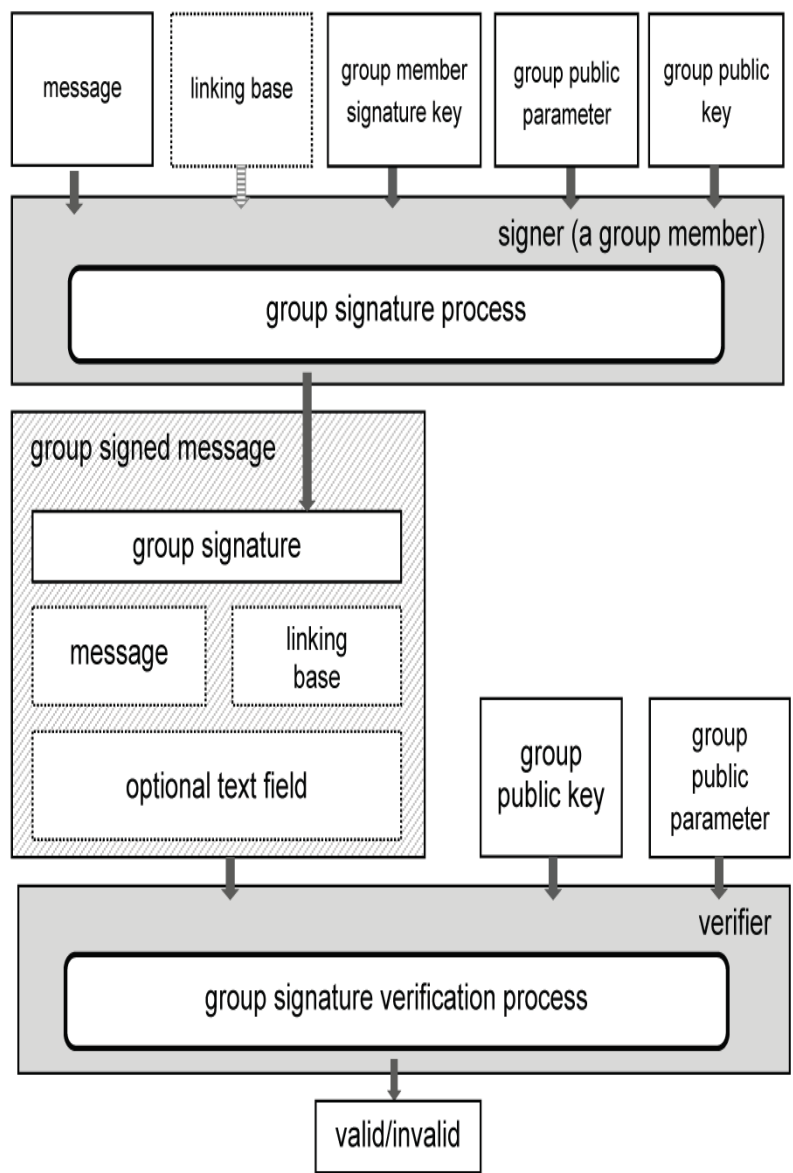 message
linking base
group member
signature key
group public
parameter
group public
key
signer (a group member)
group signature process
group signed message
group signature
message
linking
base
optional text field
group
public key
group
public
parameter
verifier
group signature verification process
valid/invalid